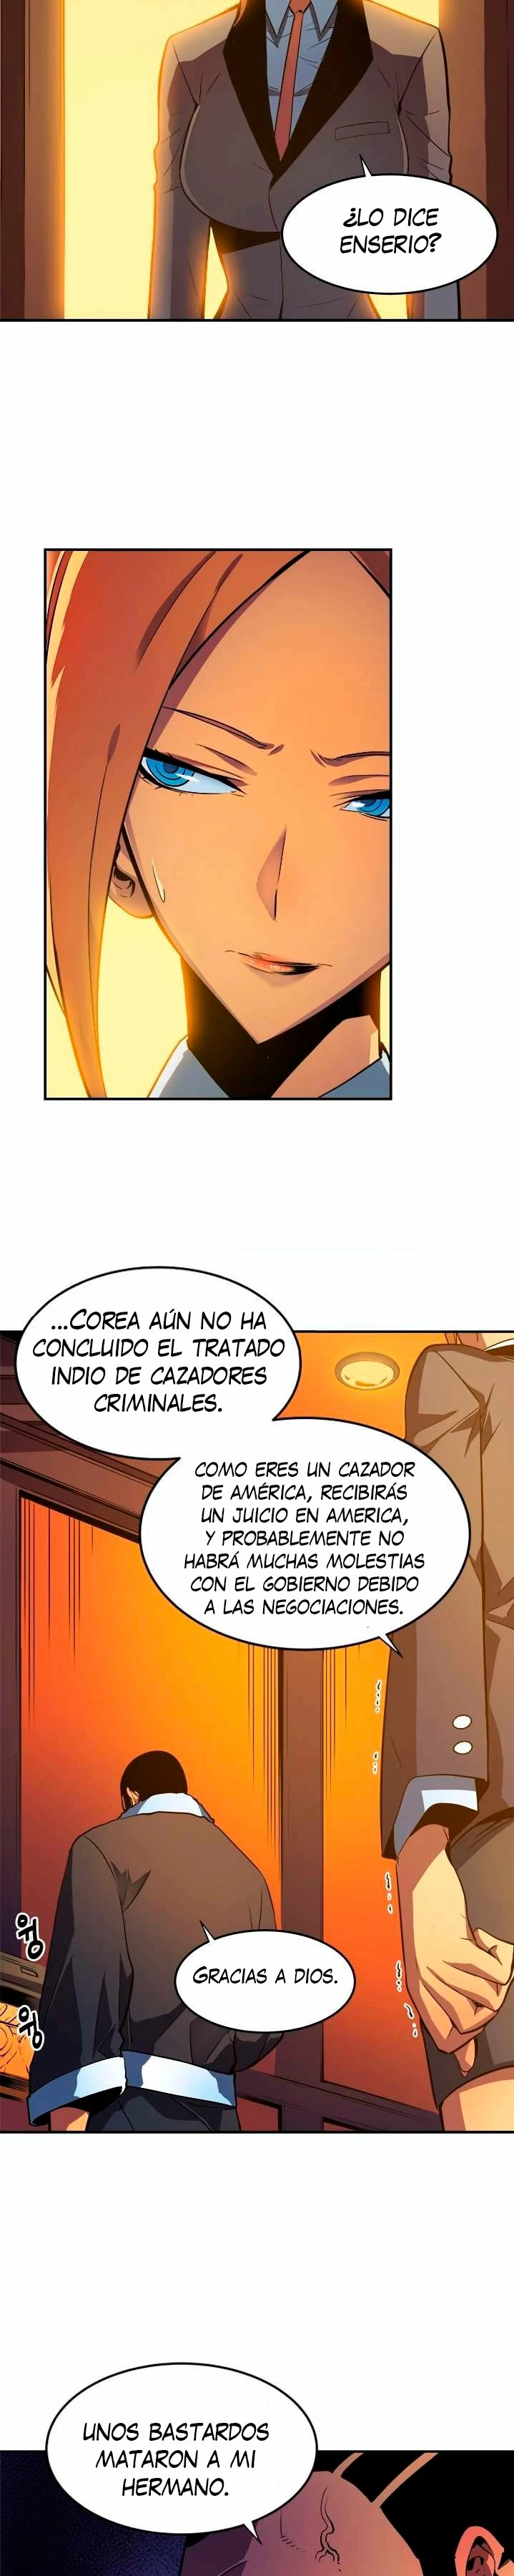 ¿LO DICE
ENSERIO?
...COREA AÚN NO HA
CONCLUIDO EL TRATADO
INDIO DE CAZADORES
CRIMINALES.
COMO ERES UN CAZADOR
DE AMÉRICA, RECIBIRÁS
UN JUICIO EN AMERICA,
Y PROBABLEMENTE NO
HABRÁ MUCHAS MOLESTIAS
CON EL GOBIERNO DEBIDO
A LAS NEGOCIACIONES.
웅
웅
GRACIAS A DIOS.
UNOS BASTARDOS
MATARON A MI
HERMANO.